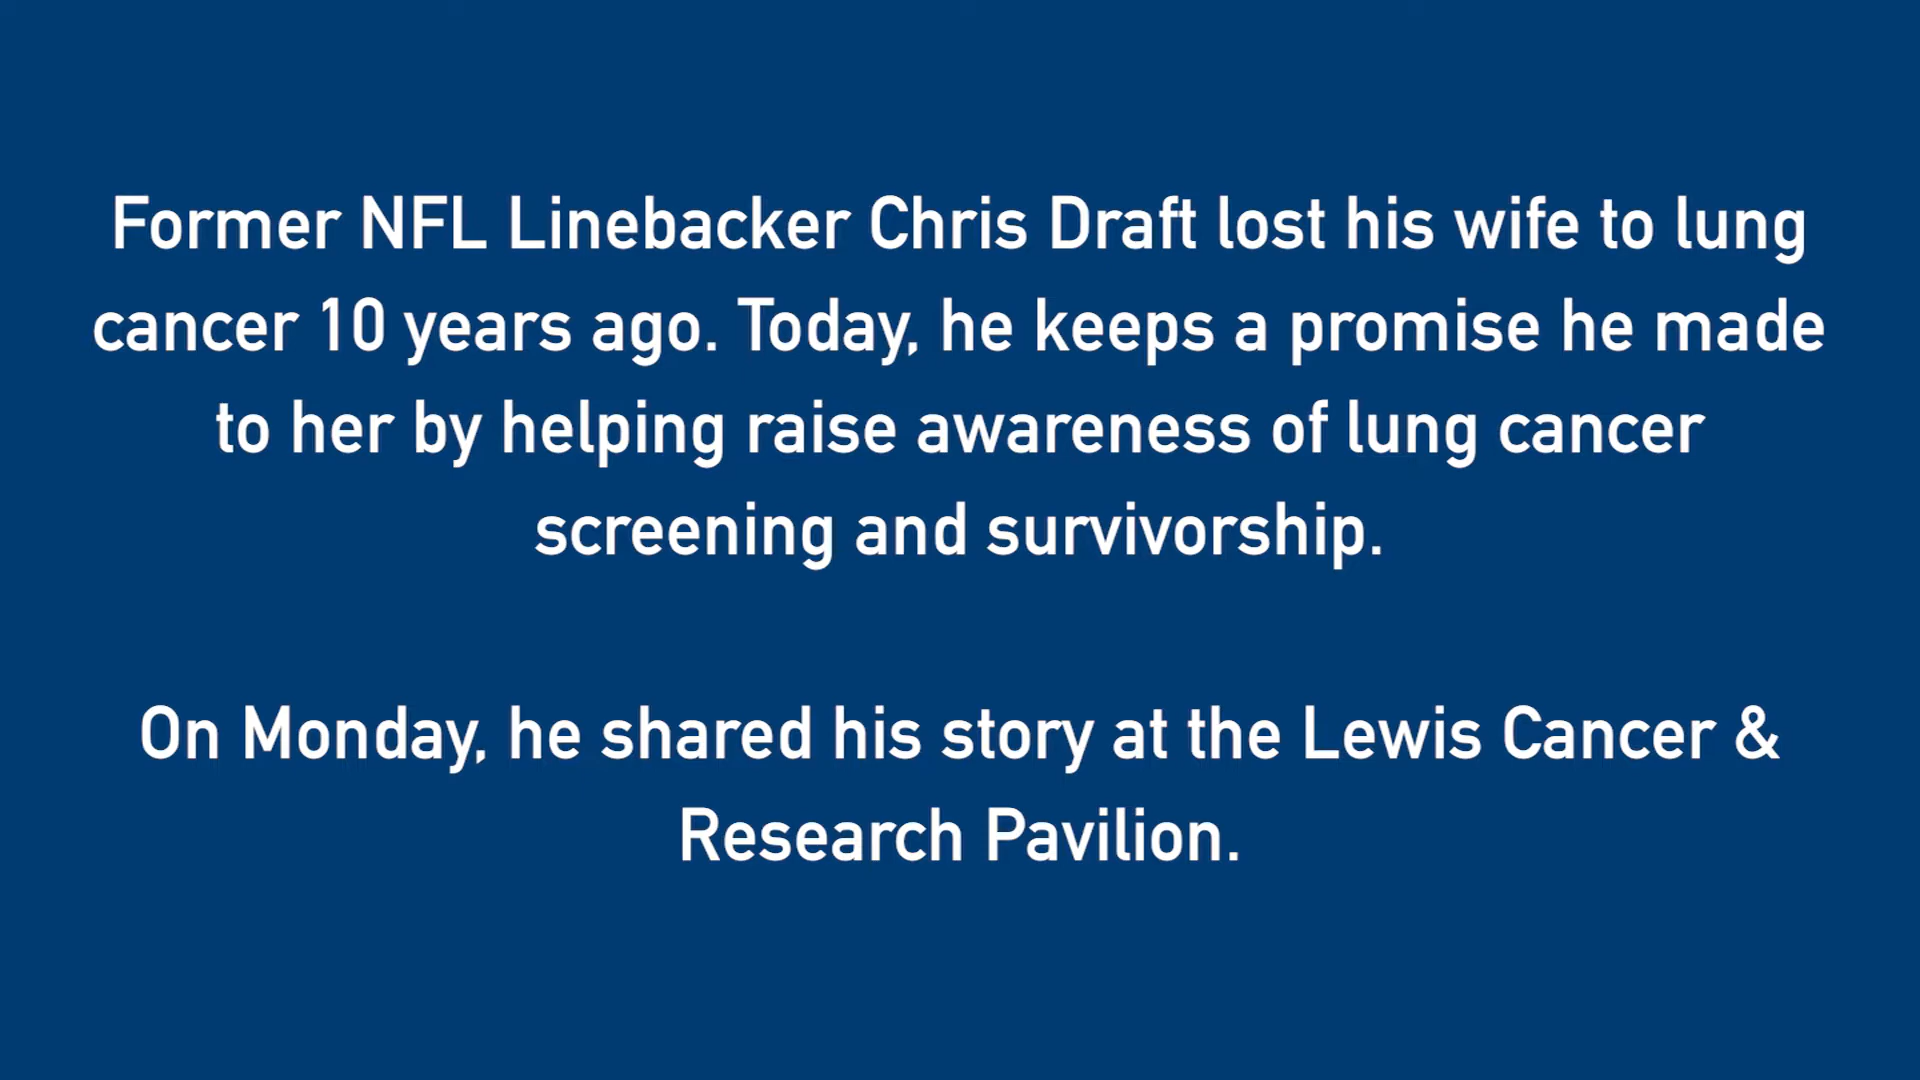 Former NFL Linebacker Chris Draft lost his wife to lung
cancer 10 years ago. Today, he keeps a promise he made
to her by helping raise awareness of lung cancer
screening and survivorship.
On Monday, he shared his story at the Lewis Cancer &
Research Pavilion.